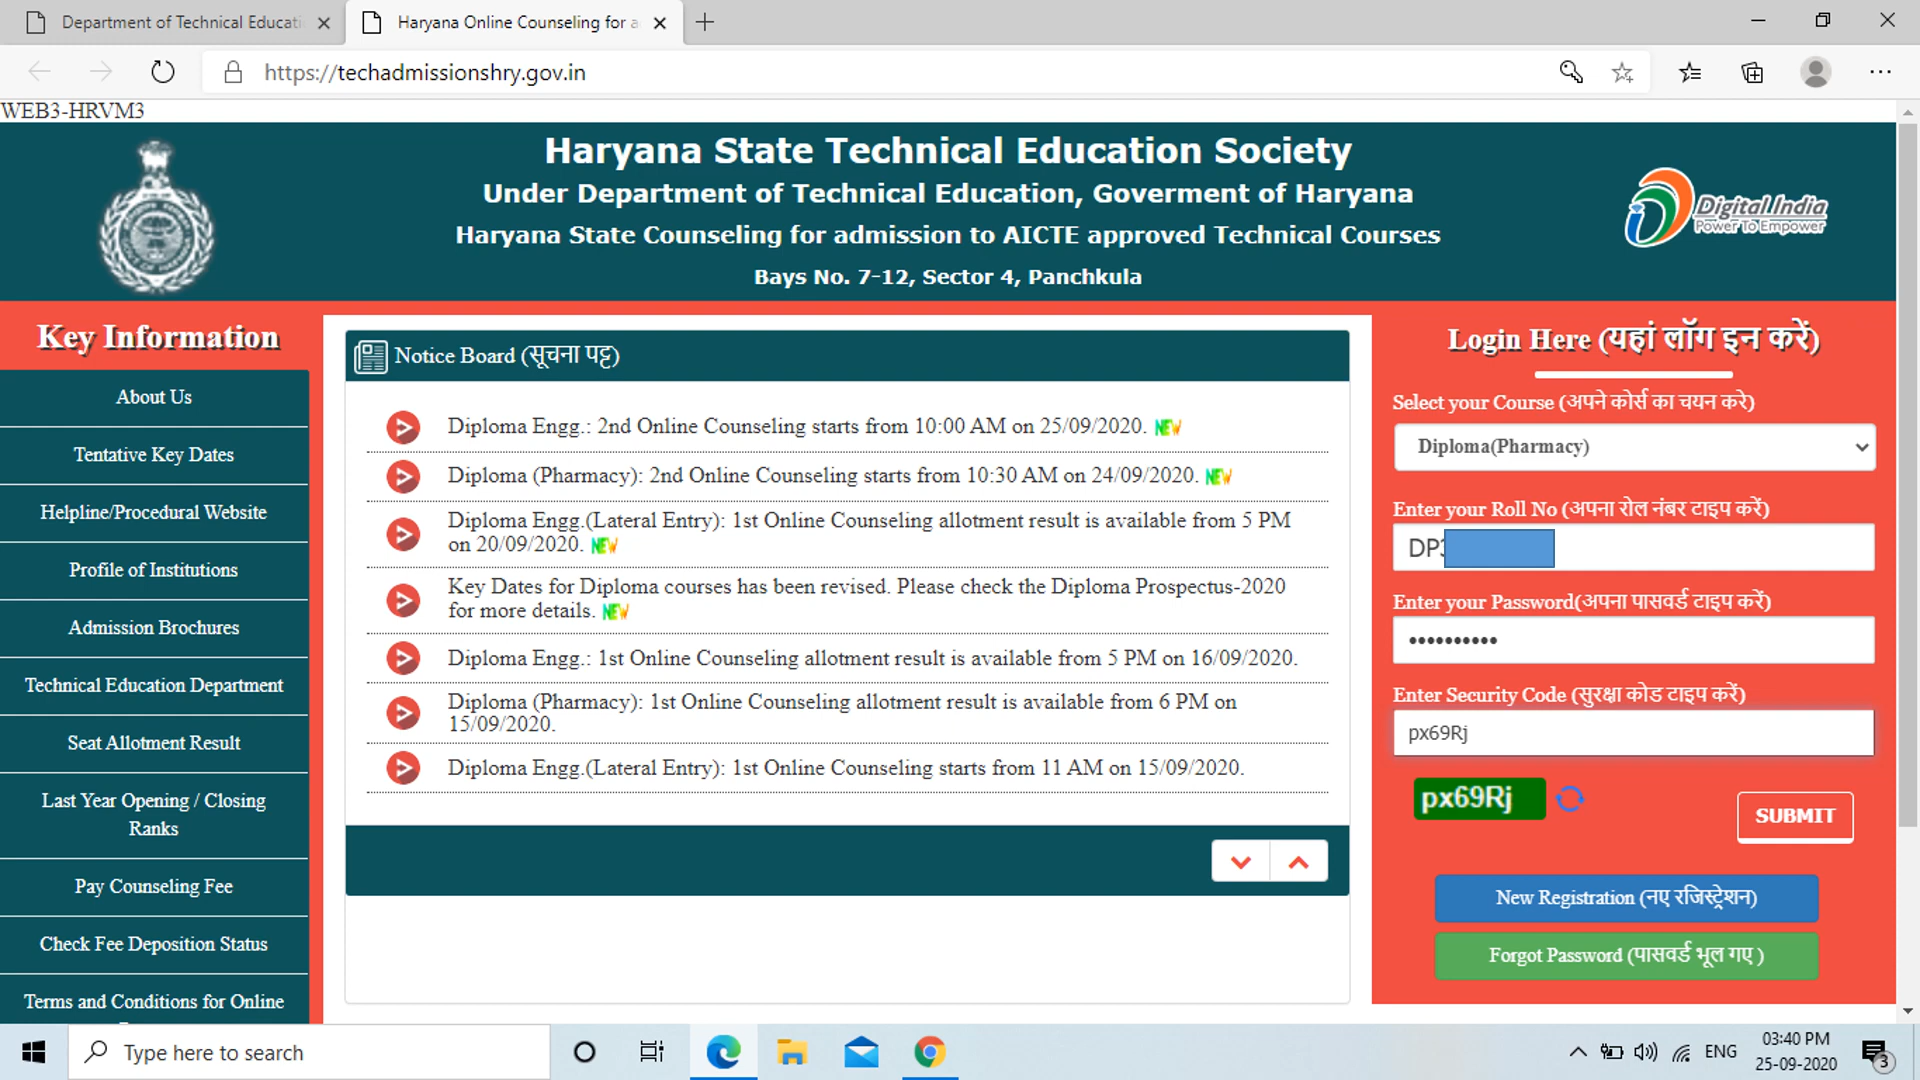 Department of Technical Educati
Haryana Online Counseling for a
https://techadmissionshry.gov.in
WEB3-HRVM3
Haryana State Technical Education Society
Under Department of Technical Education, Goverment of Haryana
Haryana State Counseling for admission to AICTE approved Technical Courses
Bays No. 7-12, Sector 4, Panchkula
Digital India
Power To Empower
Key Information
About Us
Tentative Key Dates
Helpline/Procedural Website
Profile of Institutions
Admission Brochures
Technical Education Department
Seat Allotment Result
Last Year Opening / Closing
Ranks
Pay Counseling Fee
Check Fee Deposition Status
Terms and Conditions for Online
Notice Board (सूचना पट्ट)
Diploma Engg.: 2nd Online Counseling starts from 10:00 AM on 25/09/2020. NEW
Diploma (Pharmacy): 2nd Online Counseling starts from 10:30 AM on 24/09/2020. NEW
Diploma Engg.(Lateral Entry): 1st Online Counseling allotment result is available from 5 PM
on 20/09/2020. NEW
Key Dates for Diploma courses has been revised. Please check the Diploma Prospectus-2020
for more details. NEW
Diploma Engg.: 1st Online Counseling allotment result is available from 5 PM on 16/09/2020.
Diploma (Pharmacy): 1st Online Counseling allotment result is available from 6 PM on
15/09/2020.
Diploma Engg.(Lateral Entry): 1st Online Counseling starts from 11 AM on 15/09/2020.
Login Here (यहां लॉग इन करें)
Select your Course (अपने कोर्स का चयन करे)
Diploma(Pharmacy)
Enter your Roll No (अपना रोल नंबर टाइप करें)
DP3
Enter your Password(अपना पासवर्ड टाइप करें)
••••••••••
Enter Security Code (सुरक्षा कोड टाइप करें)
px69Rj
px69Rj
SUBMIT
New Registration (नए रजिस्ट्रेशन)
Forgot Password (पासवर्ड भूल गए )
Type here to search
ENG
03:40 PM
25-09-2020
3